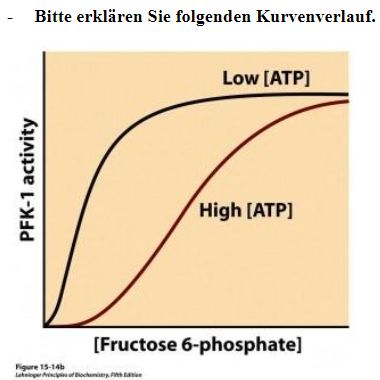 - Bitte erklären Sie folgenden Kurvenverlauf.
Low [ATP]
PFK-1 activity
High [ATP]
[Fructose 6-phosphate]
Figure 15-14b
Lehninger Principles of Biochemistry, Fifth Edition